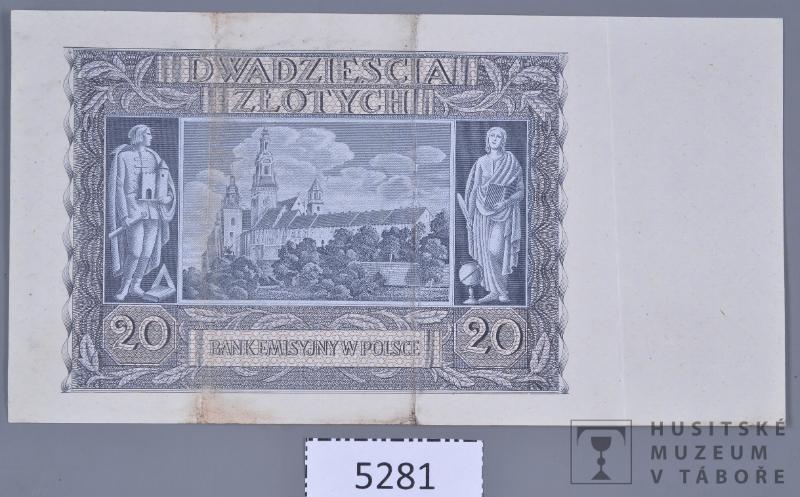 DWADZIEŚCIA
ZŁOTYCH
20
20
BANK EMISYJNY W POLSCE
5281
HUSITSKÉ
MUZEUM
V TÁBOŘE